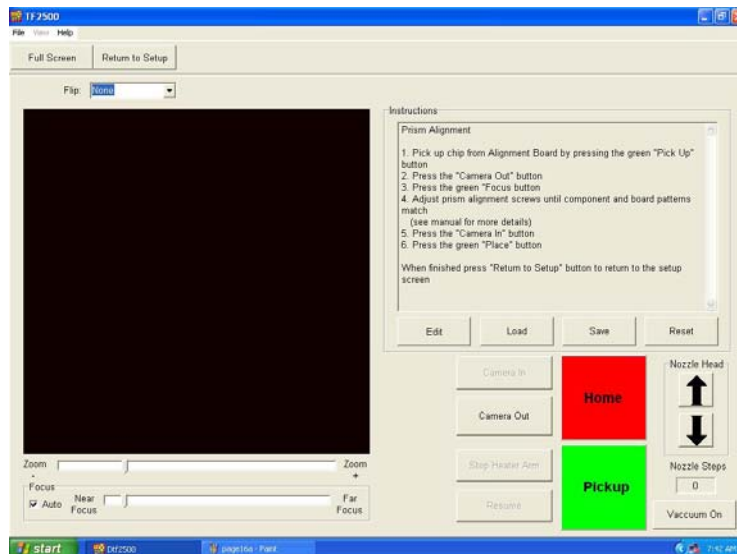 TF2500
File View Help
Full Screen Return to Setup
Flip: None
Instructions
Prism Alignment
1. Pick up chip from Alignment Board by pressing the green "Pick Up"
button
2. Press the "Camera Out" button
3. Press the green "Focus button
4. Adjust prism alignment screws until component and board patterns
match
(see manual for more details)
5. Press the "Camera In" button
6. Press the green "Place" button
When finished press "Return to Setup" button to return to the setup
screen
Edit Load Save Reset
Camera In
Camera Out
Home
Nozzle Head
Zoom Zoom
- +
Focus
Auto Near Focus Far Focus
Stop Heater Arm
Resume
Pickup
Nozzle Steps
0
Vaccuum On
start page16a - Paint 7:42 AM